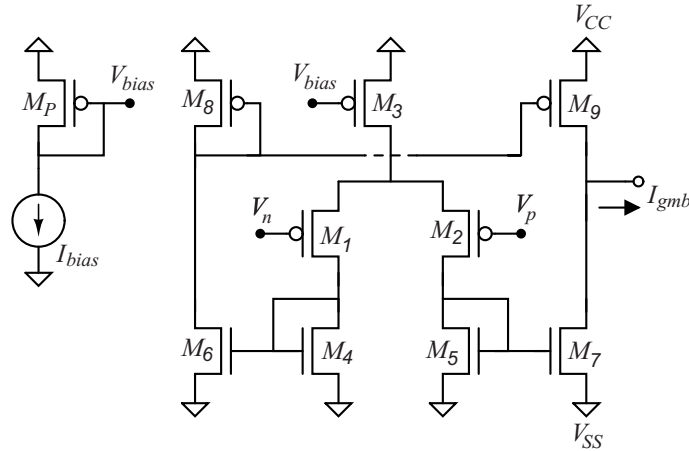 V_CC
M_P
V_bias
M_8
V_bias
M_3
M_9
I_gmb
V_n
M_1
M_2
V_p
I_bias
M_6
M_4
M_5
M_7
V_SS